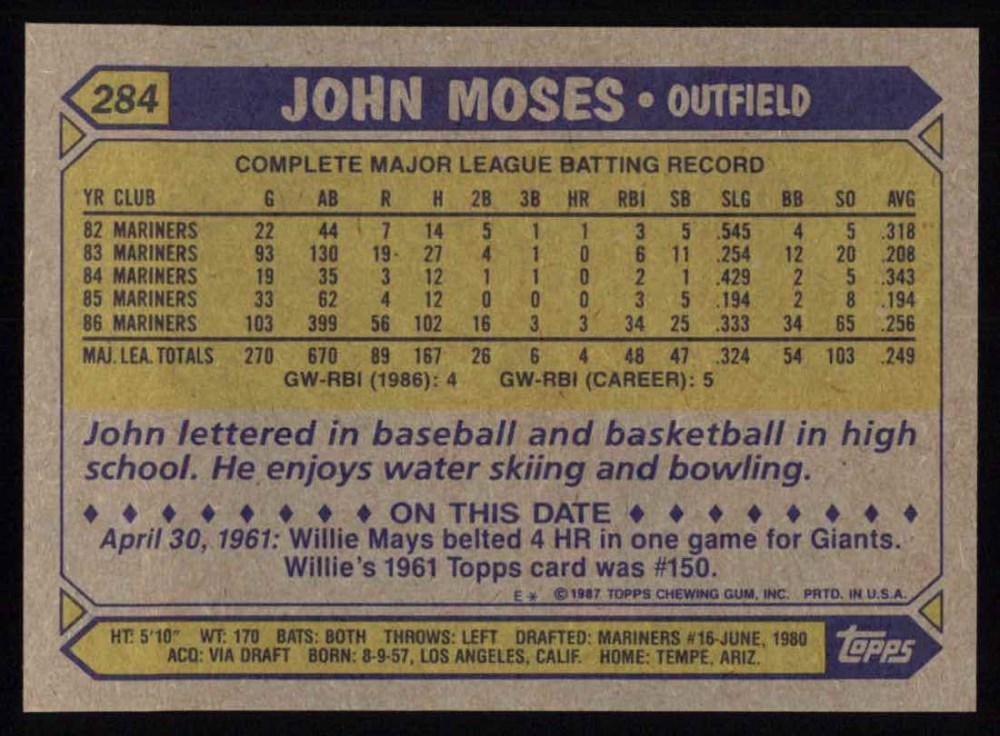 284 JOHN MOSES • OUTFIELD
COMPLETE MAJOR LEAGUE BATTING RECORD
YR CLUB G AB R H 2B 3B HR RBI SB SLG BB SO AVG
82 MARINERS 22 44 7 14 5 1 1 3 5 .545 4 5 .318
83 MARINERS 93 130 19 27 4 1 0 6 11 .254 12 20 .208
84 MARINERS 19 35 3 12 1 1 0 2 1 .429 2 5 .343
85 MARINERS 33 62 4 12 0 0 0 3 5 .194 2 8 .194
86 MARINERS 103 399 56 102 16 3 3 34 25 .333 34 65 .256
MAJ. LEA. TOTALS 270 670 89 167 26 6 4 48 47 .324 54 103 .249
GW-RBI (1986): 4 GW-RBI (CAREER): 5
John lettered in baseball and basketball in high
school. He enjoys water skiing and bowling.
♦ ♦ ♦ ♦ ♦ ♦ ♦ ♦ ON THIS DATE ♦ ♦ ♦ ♦ ♦ ♦ ♦ ♦
April 30, 1961: Willie Mays belted 4 HR in one game for Giants.
Willie's 1961 Topps card was #150.
E * © 1987 TOPPS CHEWING GUM, INC. PRTD. IN U.S.A.
HT: 5'10" WT: 170 BATS: BOTH THROWS: LEFT DRAFTED: MARINERS #16-JUNE, 1980
ACQ: VIA DRAFT BORN: 8-9-57, LOS ANGELES, CALIF. HOME: TEMPE, ARIZ.
topps